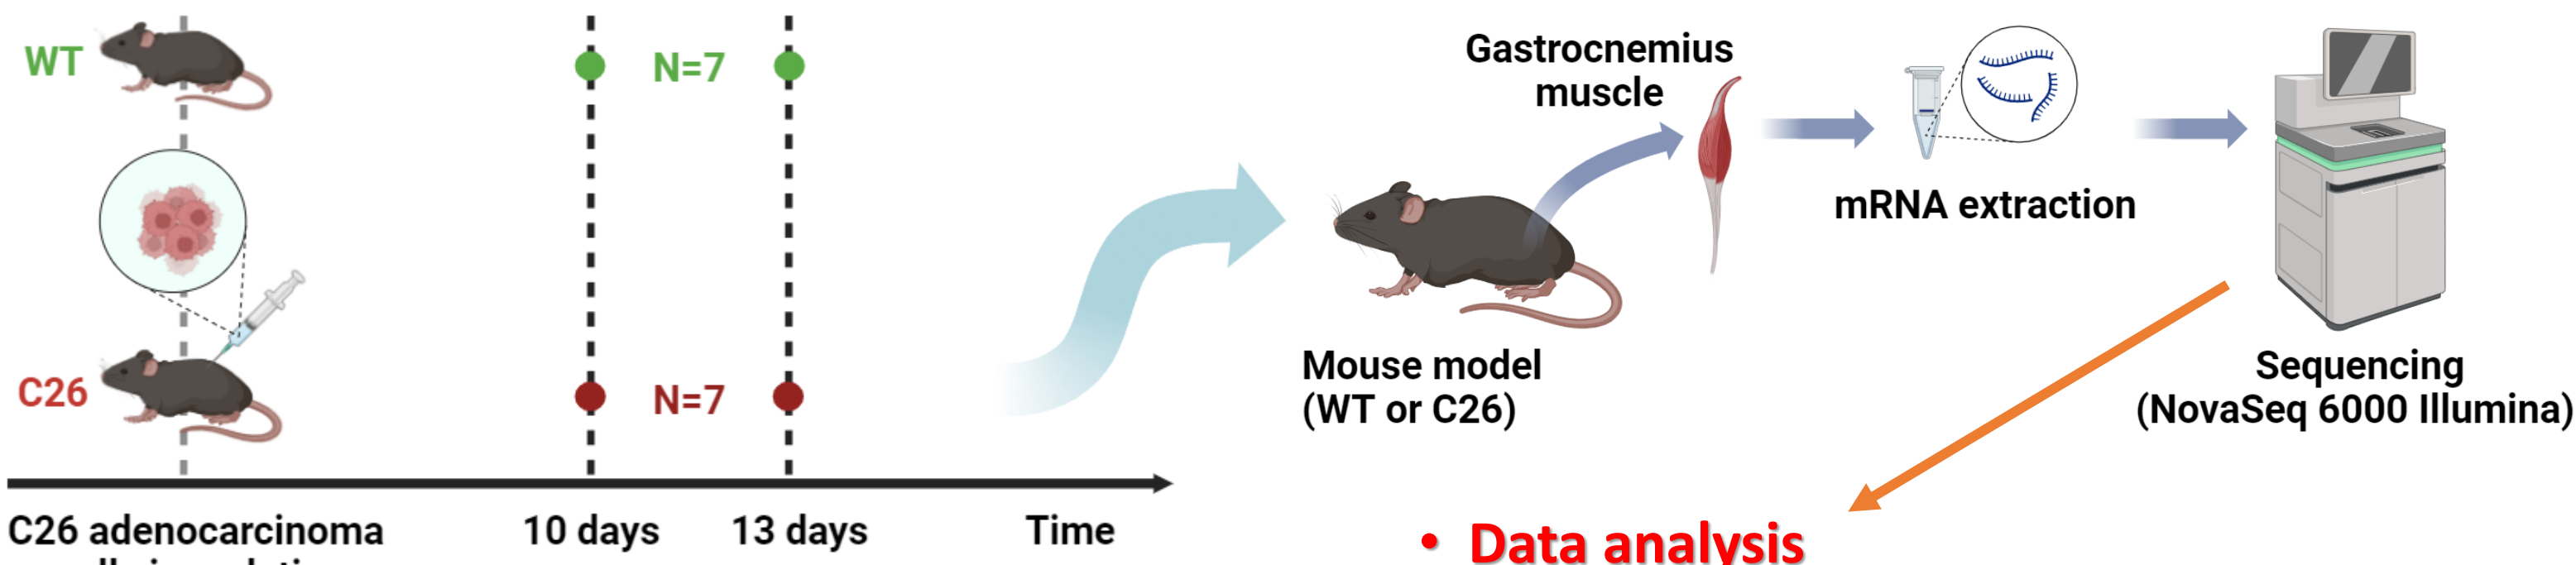 WT
N=7
C26
N=7
C26 adenocarcinoma
10 days
13 days
Time
Gastrocnemius
muscle
Mouse model
(WT or C26)
mRNA extraction
Sequencing
(NovaSeq 6000 Illumina)
• Data analysis